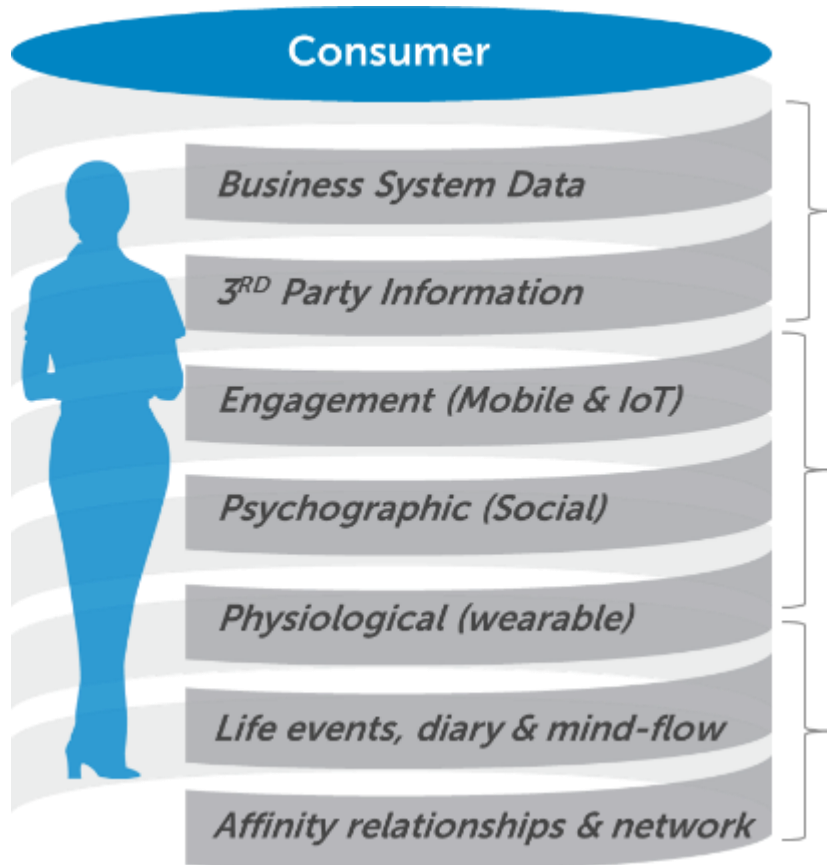 Consumer
Business System Data
3RD Party Information
Engagement (Mobile & IoT)
Psychographic (Social)
Physiological (wearable)
Life events, diary & mind-flow
Affinity relationships & network